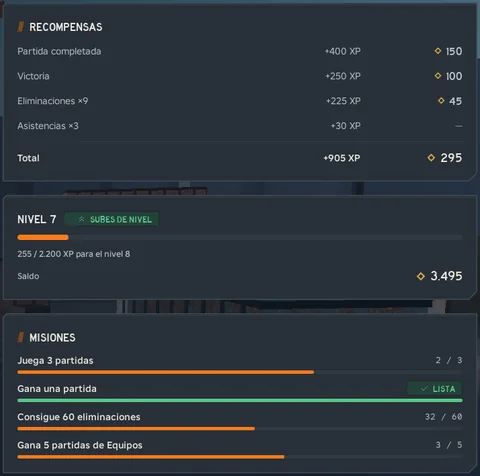 RECOMPENSAS
Partida completada +400 XP 150
Victoria +250 XP 100
Eliminaciones ×9 +225 XP 45
Asistencias ×3 +30 XP —
Total +905 XP 295
NIVEL 7 SUBES DE NIVEL
255 / 2.200 XP para el nivel 8
Saldo 3.495
MISIONES
Juega 3 partidas 2 / 3
Gana una partida LISTA
Consigue 60 eliminaciones 32 / 60
Gana 5 partidas de Equipos 3 / 5